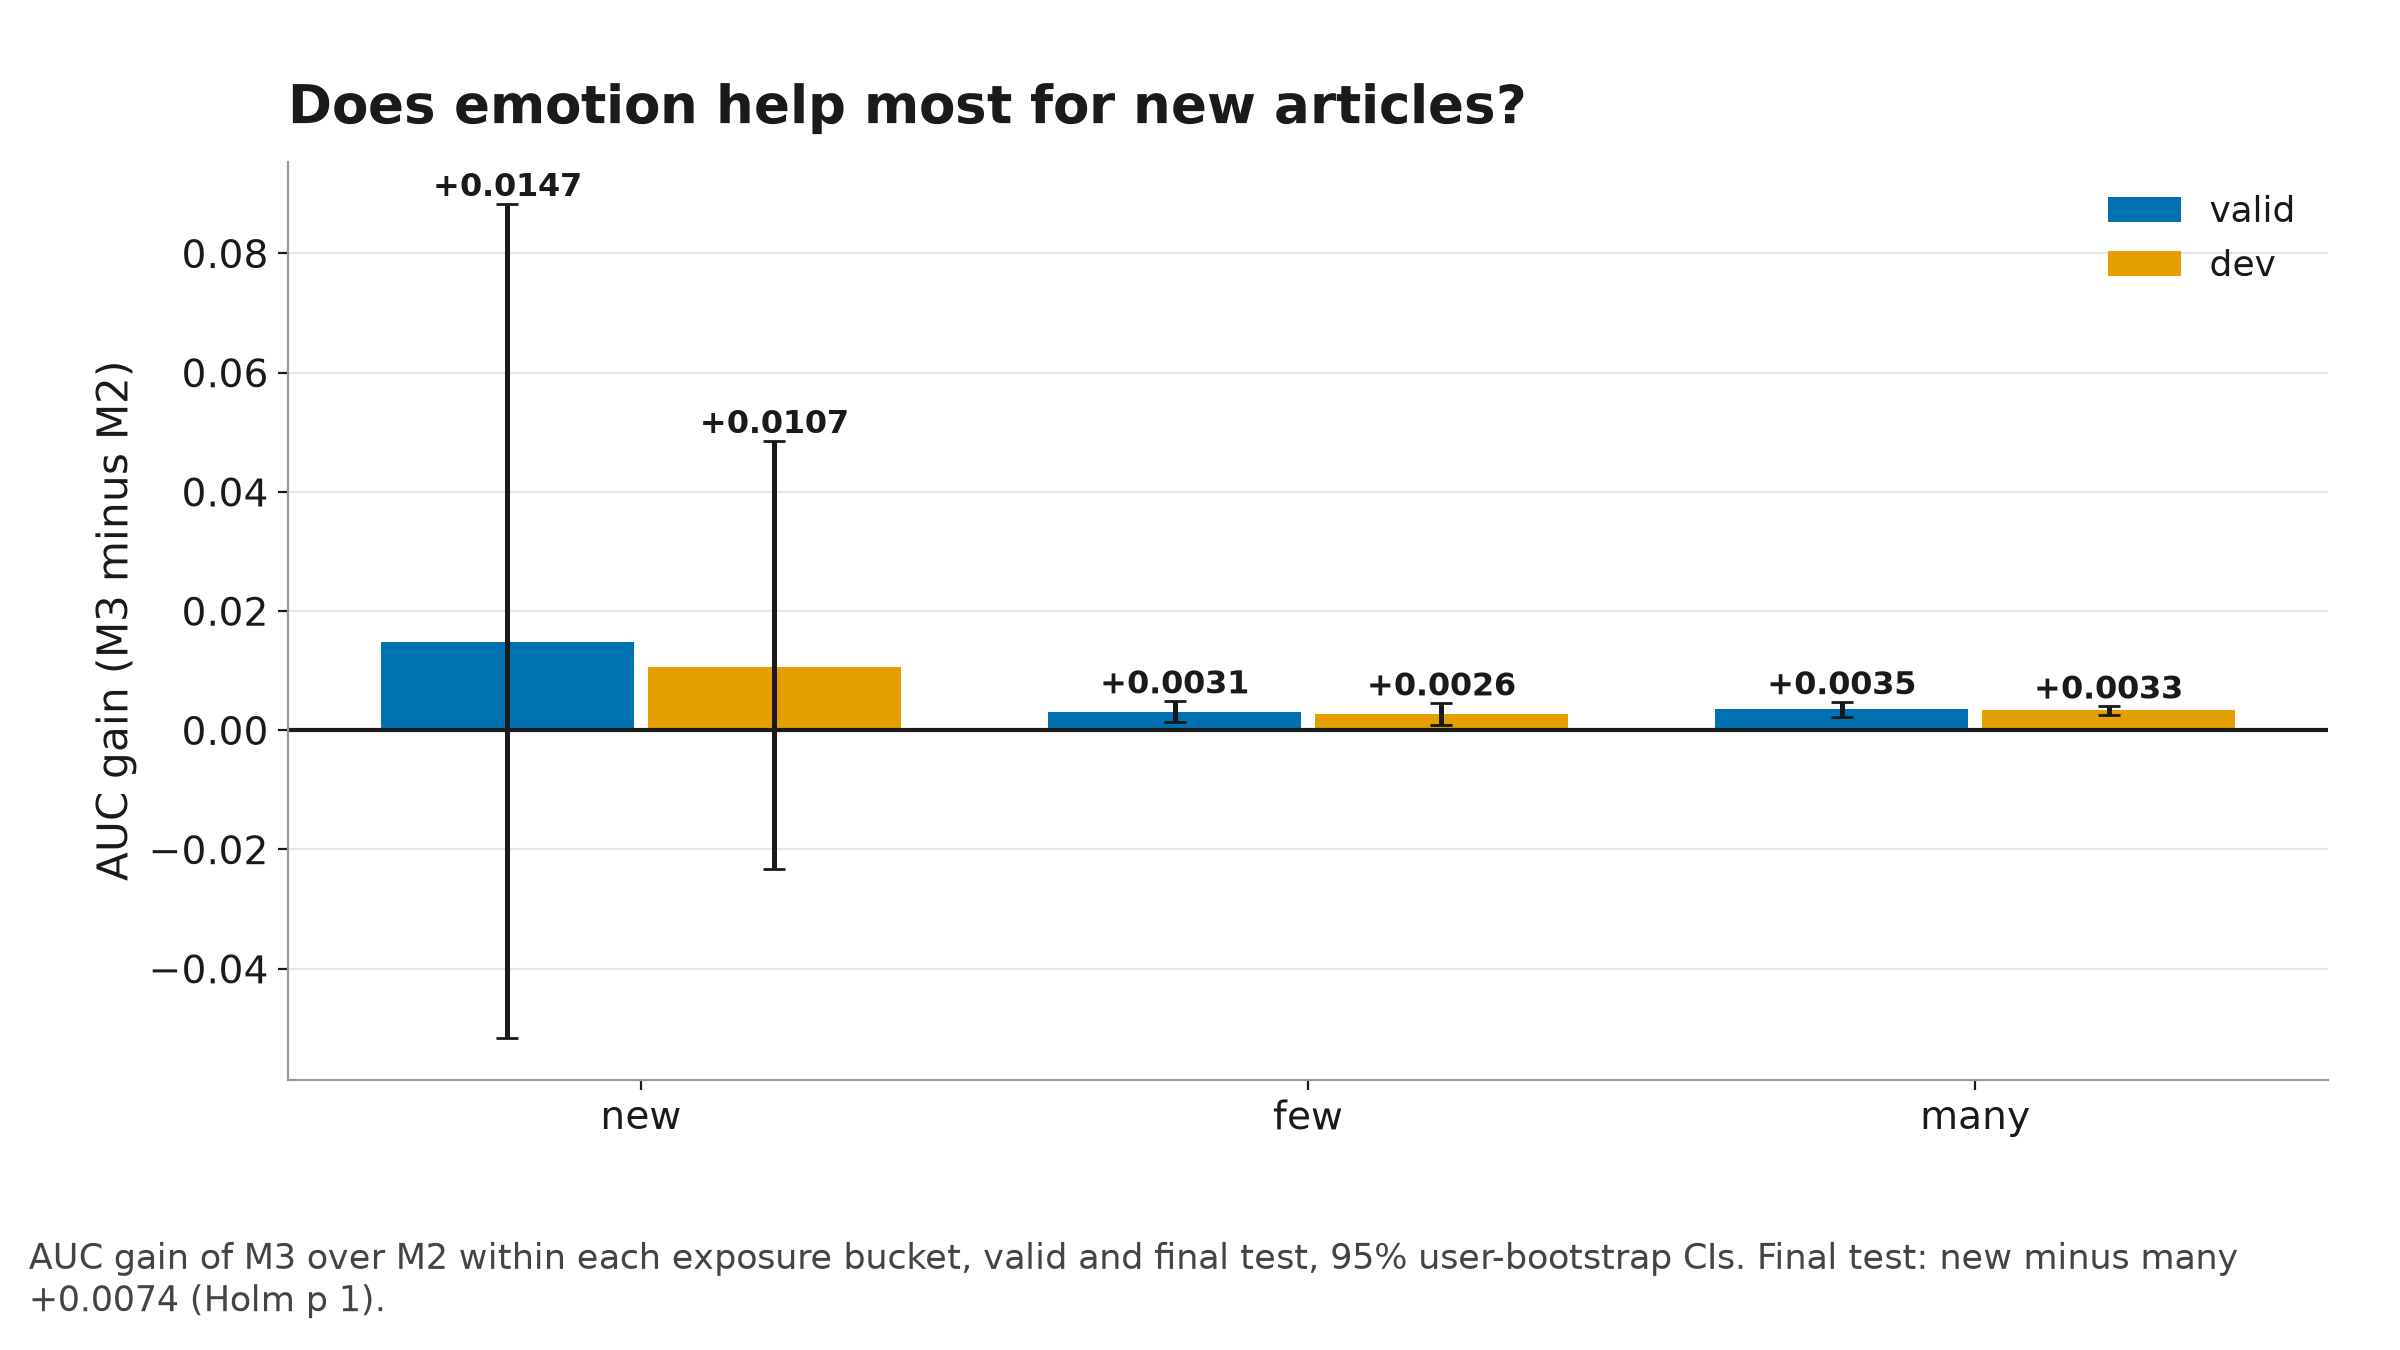 Does emotion help most for new articles?
+0.0147
valid
dev
0.08
0.06
0.04
0.02
0.00
−0.02
−0.04
AUC gain (M3 minus M2)
+0.0107
+0.0031
+0.0026
+0.0035
+0.0033
new
few
many
AUC gain of M3 over M2 within each exposure bucket, valid and final test, 95% user-bootstrap CIs. Final test: new minus many
+0.0074 (Holm p 1).